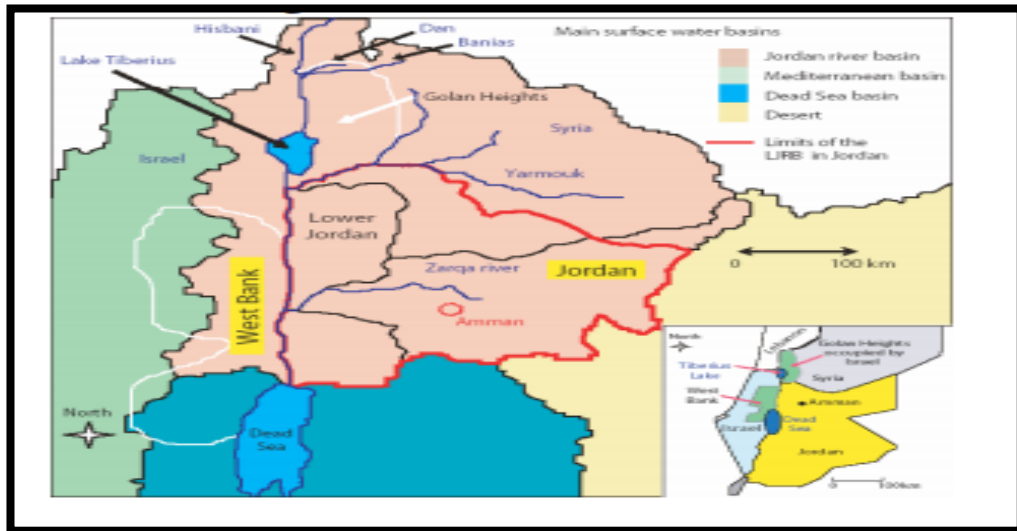 Hisbani
Dan
Banias
Lake Tiberius
Golan Heights
Israel
Syria
Yarmouk
Lower
Jordan
Zarqa river
Jordan
West Bank
Amman
North
Dead
Sea
Main surface water basins
Jordan river basin
Mediterranean basin
Dead Sea basin
Desert
Limits of the
LJRB in Jordan
0 100 km
North
Lebanon
Golan Heights
occupied by
Israel
Tiberius
Lake
Syria
West
Bank
Amman
Israel
Dead
Sea
Jordan
0 100km